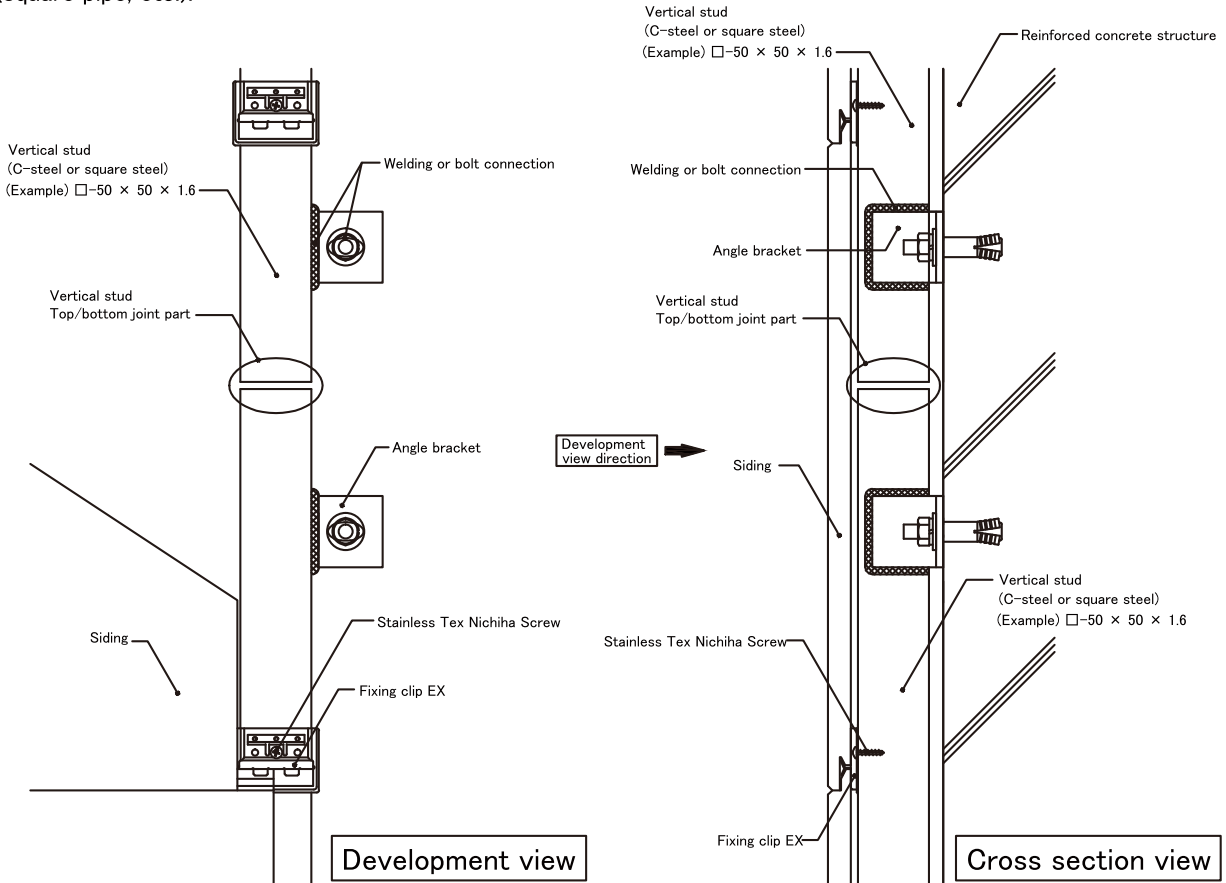 Vertical stud
(C-steel or square steel)
(Example) □-50 × 50 × 1.6
Welding or bolt connection
Vertical stud
Top/bottom joint part
Angle bracket
Siding
Stainless Tex Nichiha Screw
Fixing clip EX
Development view
Vertical stud
(C-steel or square steel)
(Example) □-50 × 50 × 1.6
Reinforced concrete structure
Welding or bolt connection
Angle bracket
Vertical stud
Top/bottom joint part
Development
view direction
Siding
Vertical stud
(C-steel or square steel)
(Example) □-50 × 50 × 1.6
Stainless Tex Nichiha Screw
Fixing clip EX
Cross section view